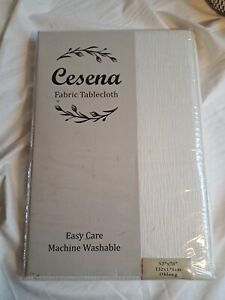 Cesena
Fabric Tablecloth
Easy Care
Machine Washable
52"x70"
132x178cm
Oblong